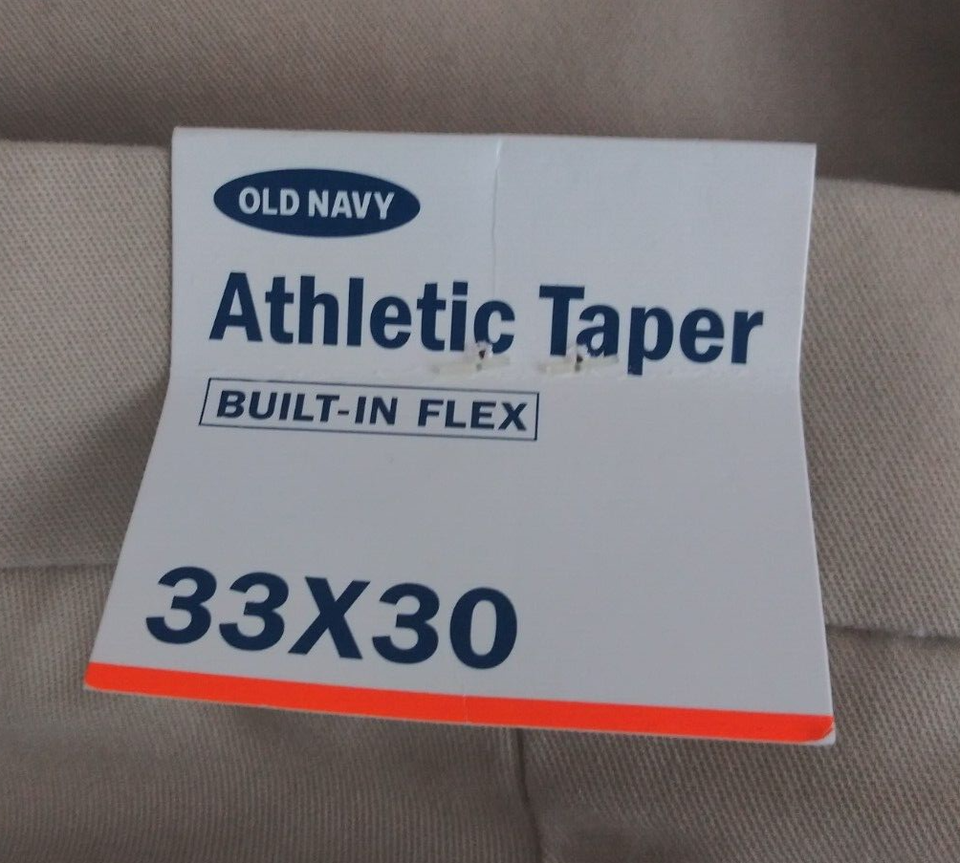 OLD NAVY
Athletic Taper
BUILT-IN FLEX
33X30